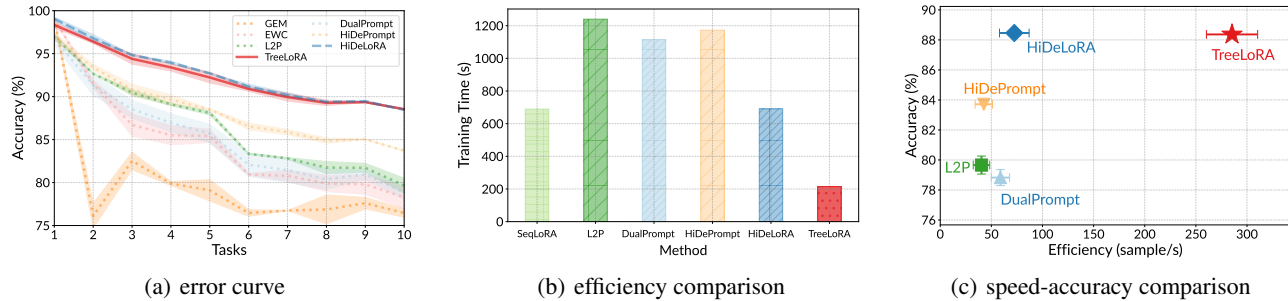 100
95
90
85
80
75
Accuracy (%)
1 2 3 4 5 6 7 8 9 10
Tasks
GEM
EWC
L2P
TreeLoRA
DualPrompt
HiDePrompt
HiDeLoRA
(a) error curve
1200
1000
800
600
400
200
0
Training Time (s)
SeqLoRA L2P DualPrompt HiDePrompt HiDeLoRA TreeLoRA
Method
(b) efficiency comparison
90
88
86
84
82
80
78
76
Accuracy (%)
HiDeLoRA
TreeLoRA
HiDePrompt
L2P
DualPrompt
0 50 100 150 200 250 300
Efficiency (sample/s)
(c) speed-accuracy comparison